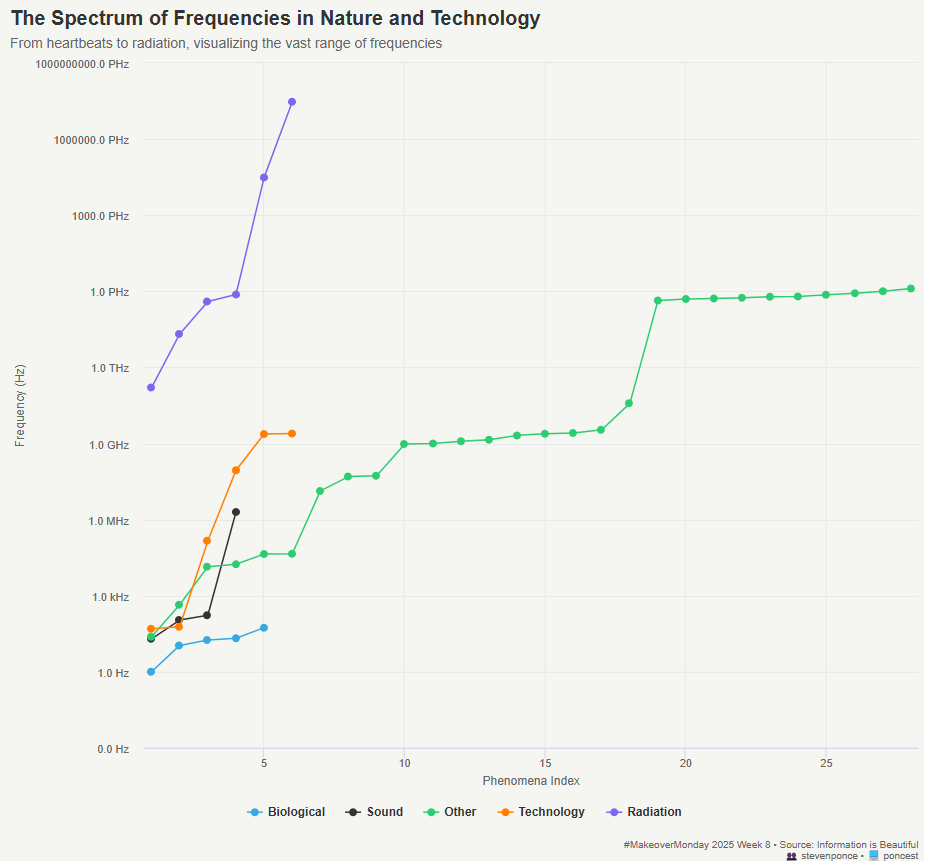 The Spectrum of Frequencies in Nature and Technology
From heartbeats to radiation, visualizing the vast range of frequencies
1000000000.0 PHz
1000000.0 PHz
1000.0 PHz
1.0 PHz
1.0 THz
1.0 GHz
1.0 MHz
1.0 kHz
1.0 Hz
0.0 Hz
Frequency (Hz)
5 10 15 20 25
Phenomena Index
Biological Sound Other Technology Radiation
#MakeoverMonday 2025 Week 8 • Source: Information is Beautiful
stevenponce • poncest